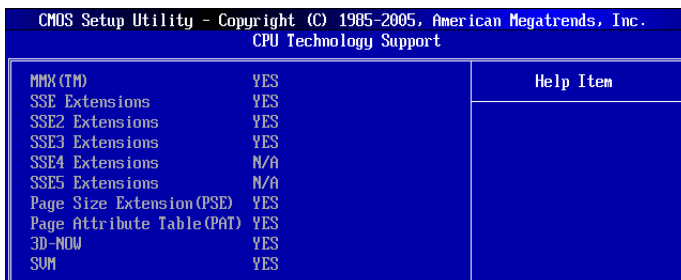 CMOS Setup Utility - Copyright (C) 1985-2005, American Megatrends, Inc.
CPU Technology Support
MMX(TM) YES
Help Item
SSE Extensions YES
SSE2 Extensions YES
SSE3 Extensions YES
SSE4 Extensions N/A
SSE5 Extensions N/A
Page Size Extension(PSE) YES
Page Attribute Table(PAT) YES
3D-NOW YES
SVM YES